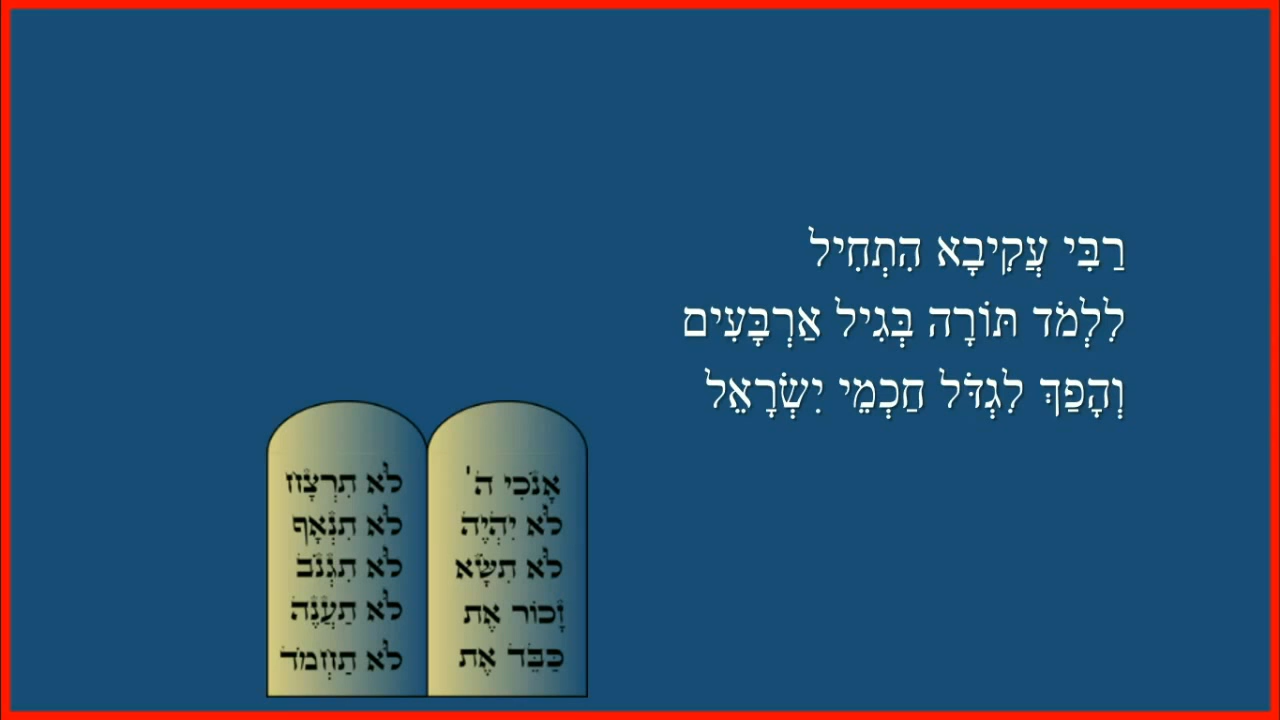 רַבִּי עֲקִיבָא הִתְחִיל
לִלְמֹד תּוֹרָה בְּגִיל אַרְבָּעִים
וְהָפַךְ לִגְדֹל חַכְמֵי יִשְׂרָאֵל
אָנֹכִי ה'
לֹא יִהְיֶה
לֹא תִשָּׂא
זָכוֹר אֶת
כַּבֵּד אֶת
לֹא תִרְצָח
לֹא תִנְאָף
לֹא תִגְנֹב
לֹא תַעֲנֶה
לֹא תַחְמֹד